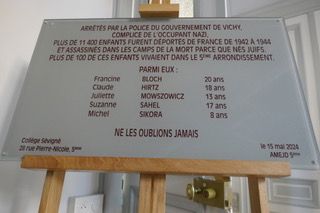 ARRÊTÉS PAR LA POLICE DU GOUVERNEMENT DE VICHY,
COMPLICE DE L'OCCUPANT NAZI,
PLUS DE 11 400 ENFANTS FURENT DÉPORTÉS DE FRANCE DE 1942 À 1944
ET ASSASSINÉS DANS LES CAMPS DE LA MORT PARCE QUE NÉS JUIFS.
PLUS DE 100 DE CES ENFANTS VIVAIENT DANS LE 5ÈME ARRONDISSEMENT.
PARMI EUX :
Francine BLOCH 20 ans
Claude HIRTZ 18 ans
Juliette MOWSZOWICZ 13 ans
Suzanne SAHEL 17 ans
Michel SIKORA 8 ans
NE LES OUBLIONS JAMAIS
Collège Sévigné
28 rue Pierre-Nicole, 5ème
le 15 mai 2024
AMEJD 5ème